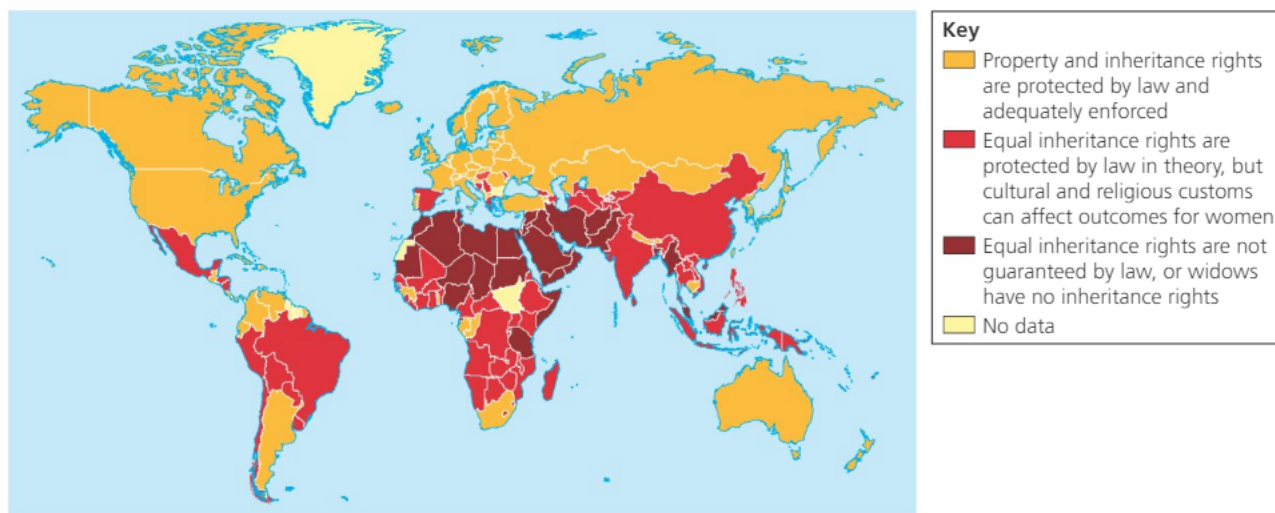 Key
Property and inheritance rights
are protected by law and
adequately enforced
Equal inheritance rights are
protected by law in theory, but
cultural and religious customs
can affect outcomes for women
Equal inheritance rights are not
guaranteed by law, or widows
have no inheritance rights
No data